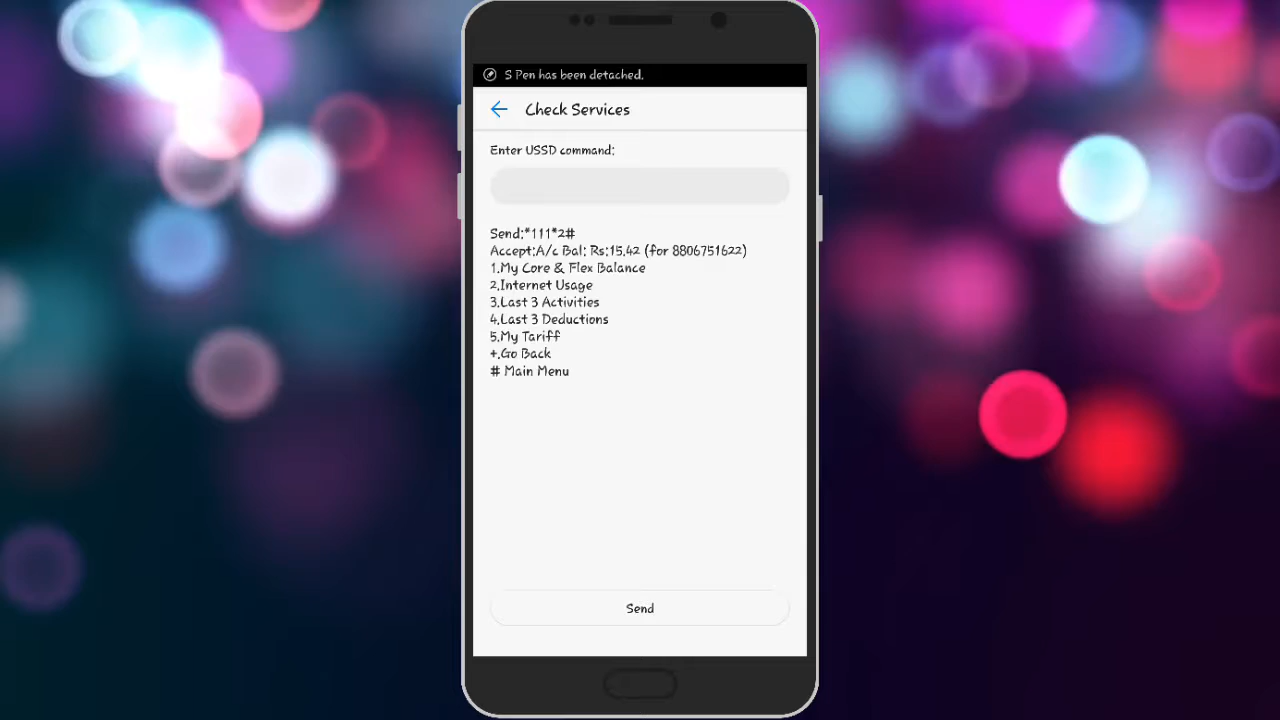 S Pen has been detached.
Check Services
Enter USSD command:
Send:*111*2#
Accept:A/c Bal: Rs:15.42 (for 8806751622)
1.My Core & Flex Balance
2.Internet Usage
3.Last 3 Activities
4.Last 3 Deductions
5.My Tariff
*.Go Back
# Main Menu
Send